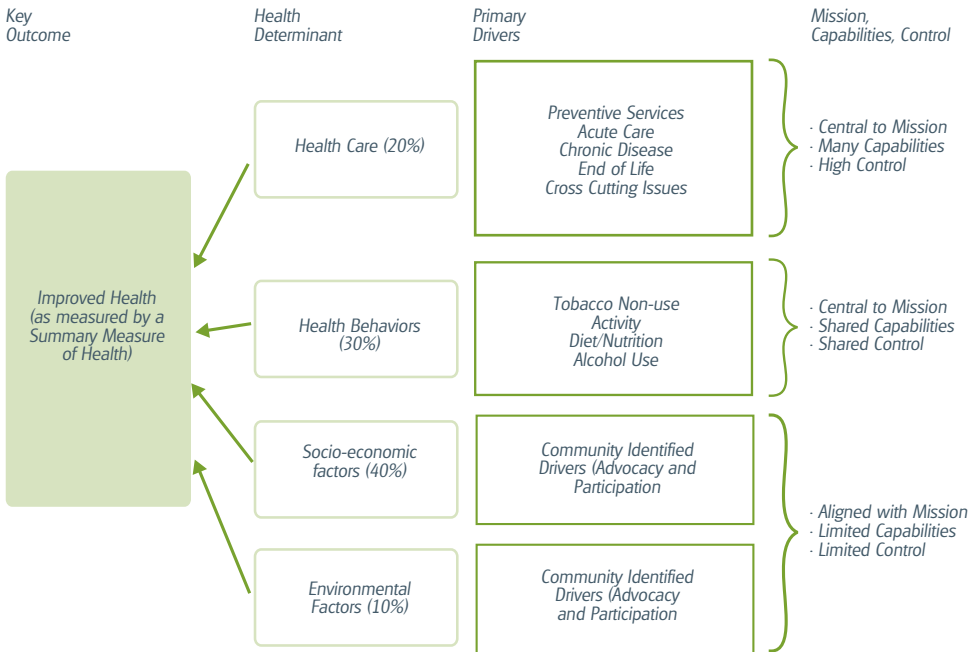 Key
Outcome
Health
Determinant
Primary
Drivers
Mission,
Capabilities, Control
Improved Health
(as measured by a
Summary Measure
of Health)
Health Care (20%)
Preventive Services
Acute Care
Chronic Disease
End of Life
Cross Cutting Issues
· Central to Mission
· Many Capabilities
· High Control
Health Behaviors
(30%)
Tobacco Non-use
Activity
Diet/Nutrition
Alcohol Use
· Central to Mission
· Shared Capabilities
· Shared Control
Socio-economic
factors (40%)
Community Identified
Drivers (Advocacy and
Participation
Environmental
Factors (10%)
Community Identified
Drivers (Advocacy
and Participation
· Aligned with Mission
· Limited Capabilities
· Limited Control